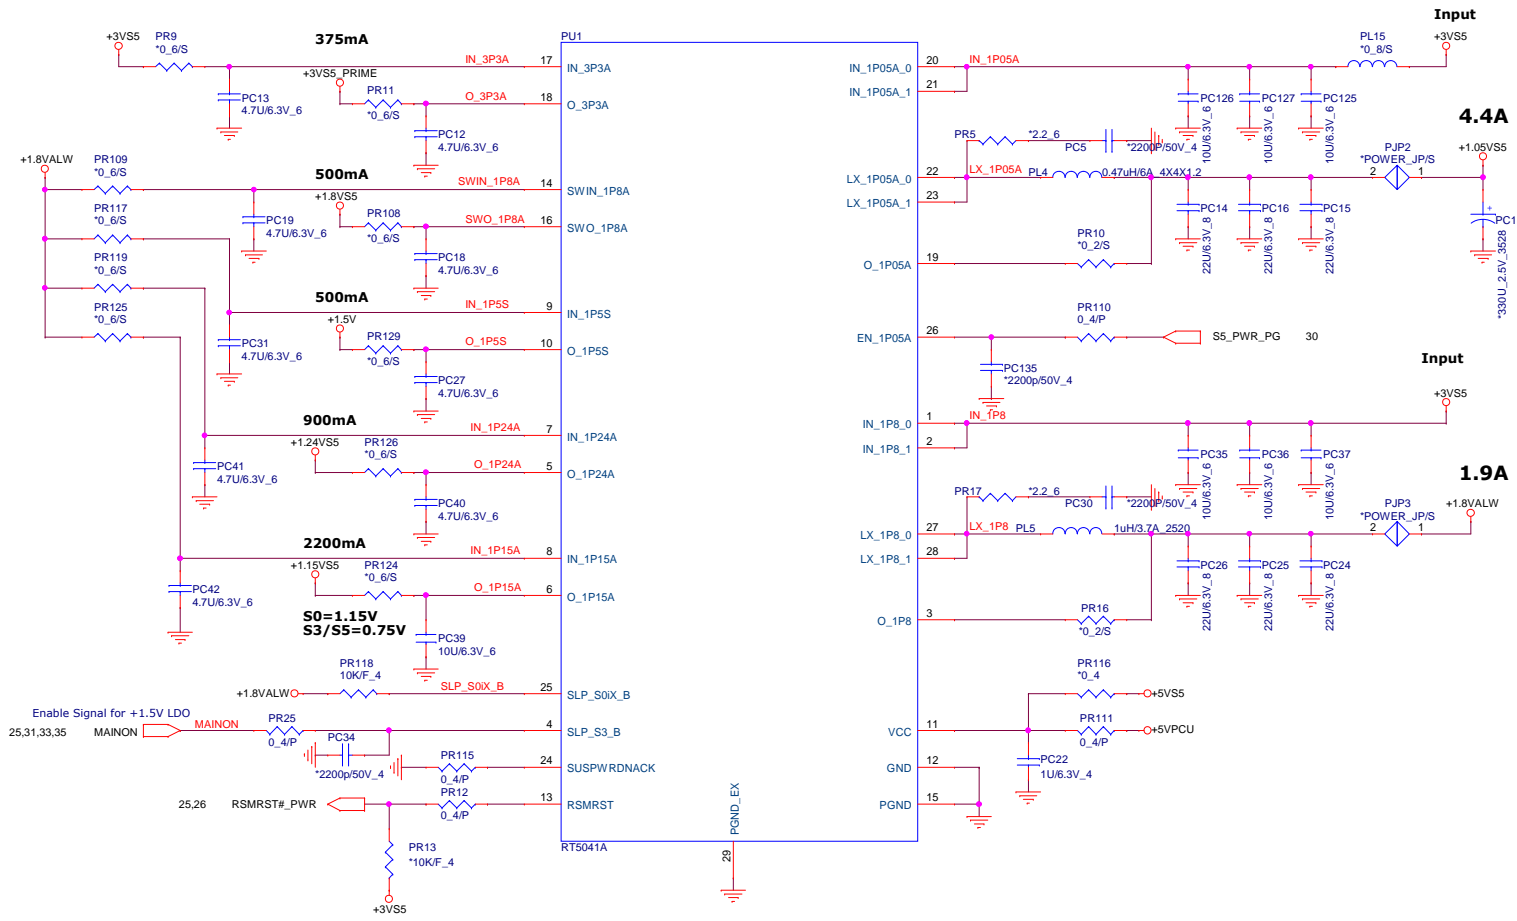 Input
+3VS5
PR9
*0_6/S
375mA
PU1
+3VS5
PL15
*0_8/S
IN_3P3A
17
IN_3P3A
IN_1P05A_0
20
IN_1P05A
+3VS5_PRIME
IN_1P05A_1
21
PR11
*0_6/S
O_3P3A
18
O_3P3A
PC13
4.7U/6.3V_6
PC126
10U/6.3V_6
PC127
10U/6.3V_6
PC125
10U/6.3V_6
4.4A
PC12
4.7U/6.3V_6
PR5
*2.2_6
PC5
*2200P/50V_4
PJP2
*POWER_JP/S
+1.05VS5
+1.8VALW
PR109
*0_6/S
500mA
SWIN_1P8A
14
SWIN_1P8A
LX_1P05A_0
22
LX_1P05A
PL4
0.47uH/6A_4X4X1.2
2
1
+1.8VS5
LX_1P05A_1
23
PR117
*0_6/S
PC19
4.7U/6.3V_6
PR108
*0_6/S
SWO_1P8A
16
SWO_1P8A
PC14
22U/6.3V_8
PC16
22U/6.3V_8
PC15
22U/6.3V_8
+
PC1
*330U_2.5V_3528
PR10
*0_2/S
PR119
*0_6/S
PC18
4.7U/6.3V_6
O_1P05A
19
500mA
PR125
*0_6/S
IN_1P5S
9
IN_1P5S
+1.5V
PR110
0_4/P
EN_1P05A
26
S5_PWR_PG
30
PR129
*0_6/S
O_1P5S
10
O_1P5S
PC31
4.7U/6.3V_6
PC135
*2200p/50V_4
Input
PC27
4.7U/6.3V_6
+3VS5
900mA
IN_1P8_0
1
IN_1P8
IN_1P24A
7
IN_1P24A
IN_1P8_1
2
+1.24VS5
PR126
*0_6/S
PC35
10U/6.3V_6
PC36
10U/6.3V_6
PC37
10U/6.3V_6
PC41
4.7U/6.3V_6
O_1P24A
5
O_1P24A
1.9A
PC40
4.7U/6.3V_6
PR17
*2.2_6
PC30
*2200P/50V_4
PJP3
*POWER_JP/S
+1.8VALW
2200mA
LX_1P8_0
27
LX_1P8
PL5
1uH/3.7A_2520
2
1
IN_1P15A
8
IN_1P15A
LX_1P8_1
28
+1.15VS5
PR124
*0_6/S
PC42
4.7U/6.3V_6
O_1P15A
6
O_1P15A
PC26
22U/6.3V_8
PC25
22U/6.3V_8
PC24
22U/6.3V_8
S0=1.15V
S3/S5=0.75V
PR16
*0_2/S
O_1P8
3
PC39
10U/6.3V_6
PR118
10K/F_4
PR116
*0_4
+1.8VALW
SLP_S0iX_B
25
SLP_S0iX_B
+5VS5
Enable Signal for +1.5V LDO
25,31,33,35
MAINON
MAINON
PR25
0_4/P
4
SLP_S3_B
VCC
11
PR111
0_4/P
+5VPCU
PC34
*2200p/50V_4
PR115
0_4/P
24
SUSPWRDNACK
GND
12
PC22
1U/6.3V_4
25,26
RSMRST#_PWR
PR12
0_4/P
13
RSMRST
PGND
15
PGND_EX
29
RT5041A
PR13
*10K/F_4
+3VS5